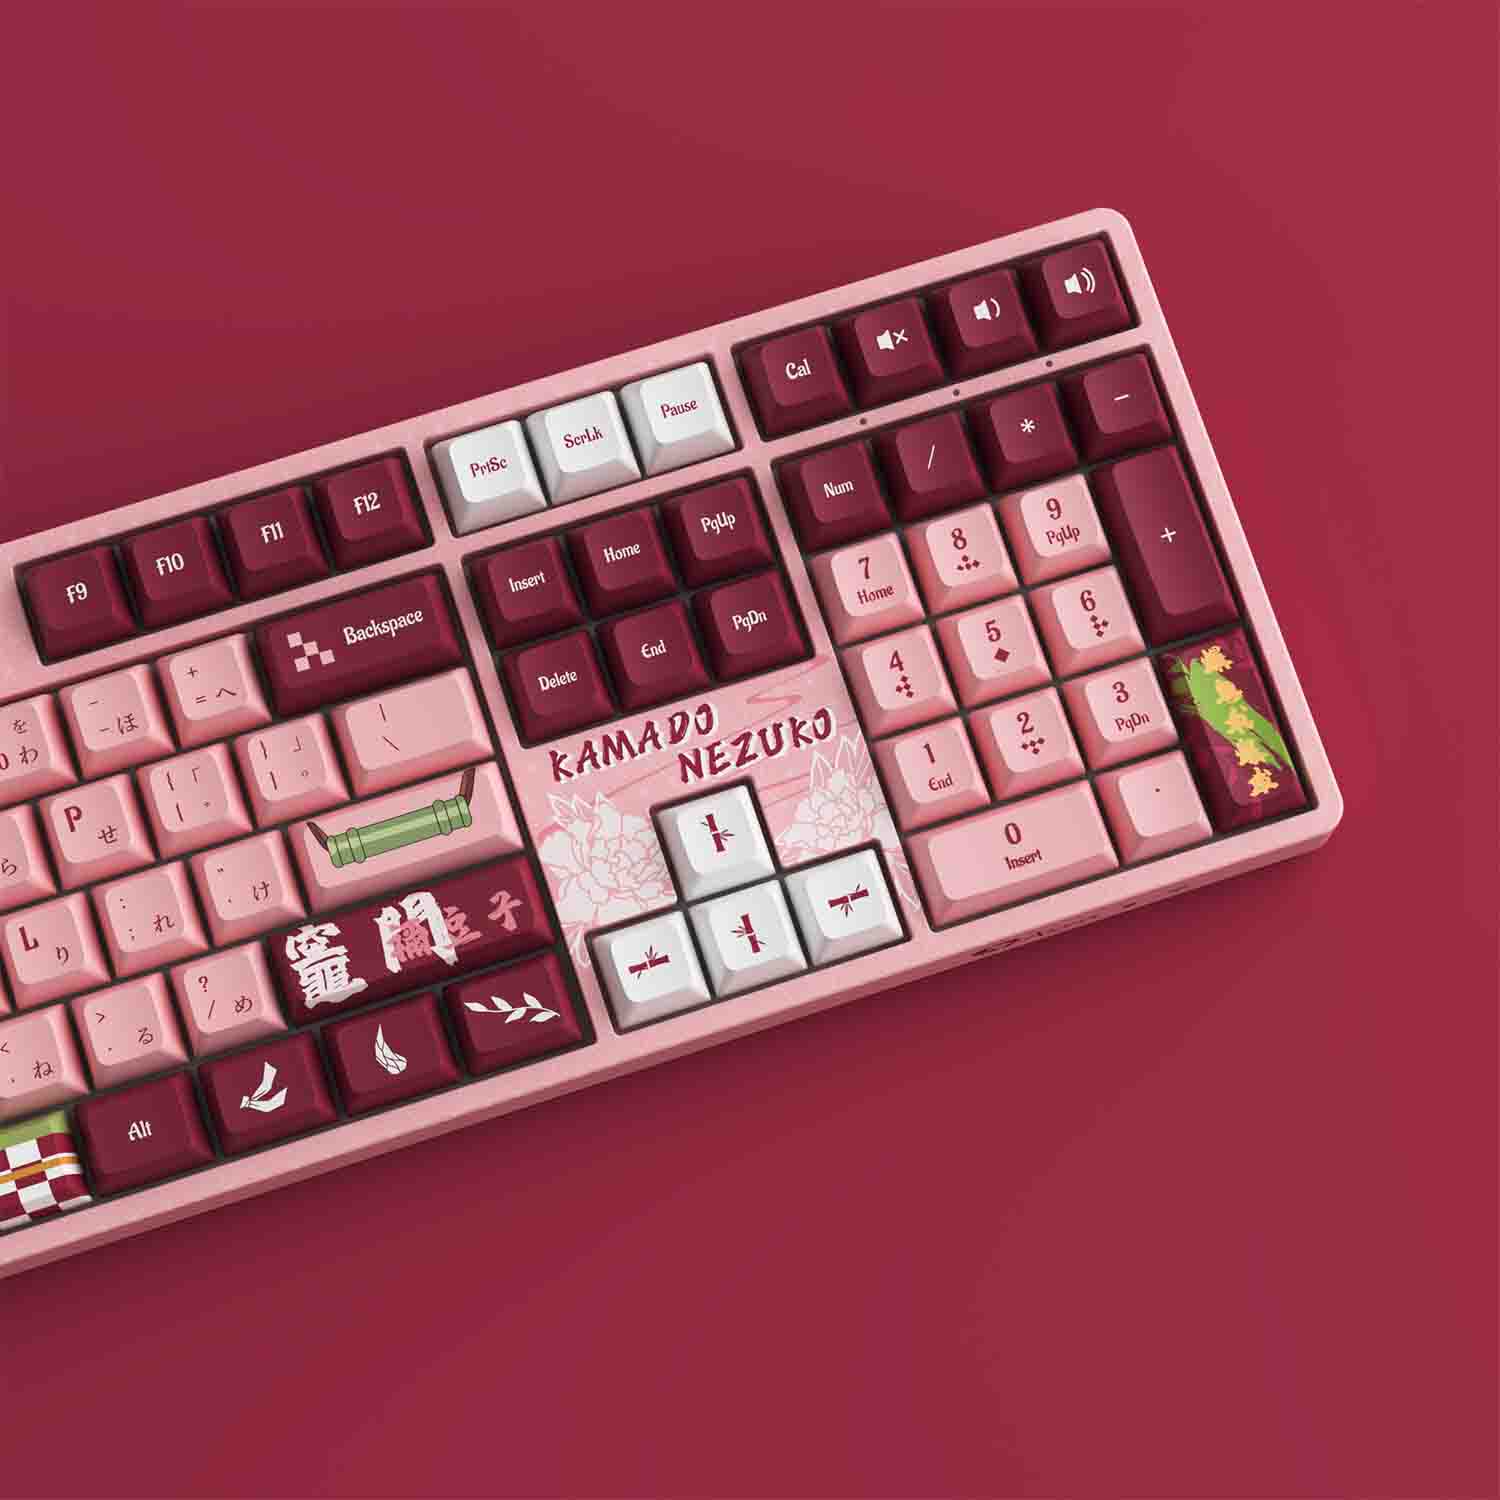 F9 F10 F11 F12
PrtSc ScrLk Pause
Cal
Backspace
Insert Home PgUp
Delete End PgDn
Num / * -
7 Home
8
9 PgUp
+
4
5
6
1 End
2
3 PgDn
0 Insert
.
を
0 わ
-
- ほ
+
= へ
ら
P せ
{ 「
[ ゜
} 」
] 。
|
\
L り
:
; れ
"
' け
<
, ね
>
. る
?
/ め
竈門禰豆子
Alt
KAMADO
NEZUKO